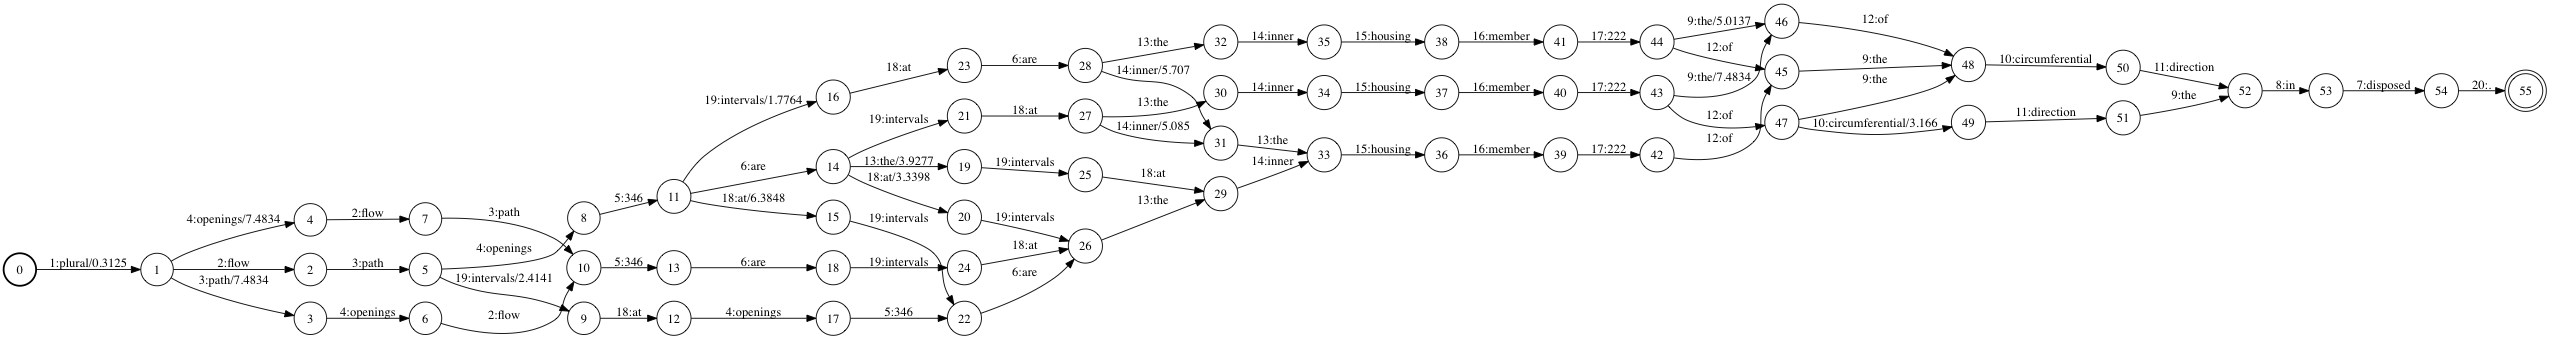 0 1:plural/0.3125 1
4:openings/7.4834 4 2:flow 7 3:path
2:flow 2 3:path 5 4:openings 8 5:346 11
19:intervals/2.4141
3:path/7.4834 3 4:openings 6 2:flow 10 5:346 13 6:are 18 19:intervals 24 18:at
9 18:at 12 4:openings 17 5:346 22 6:are
19:intervals/1.7764 16 18:at 23 6:are 28 13:the 32 14:inner 35 15:housing 38 16:member 41 17:222 44 9:the/5.0137 46 12:of
14:inner/5.707
12:of
6:are 14 19:intervals 21 18:at 27 13:the 30 14:inner 34 15:housing 37 16:member 40 17:222 43 9:the/7.4834 45 9:the 48 10:circumferential 50 11:direction 52 8:in 53 7:disposed 54 20:. 55
14:inner/5.085 31 13:the
12:of 47 9:the
10:circumferential/3.166 49 11:direction 51 9:the
13:the/3.9277 19 19:intervals 25 18:at 29 14:inner 33 15:housing 36 16:member 39 17:222 42 12:of
18:at/3.3398 20 19:intervals 26 13:the
18:at/6.3848 15 19:intervals